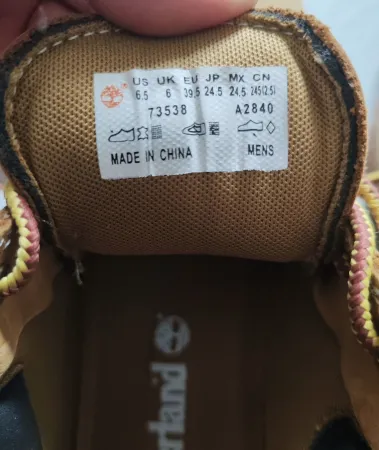 US UK EU JP MX CN
6.5 6 39.5 24.5 24.5 245(2.5)
73538 A2840
MADE IN CHINA MENS
erland